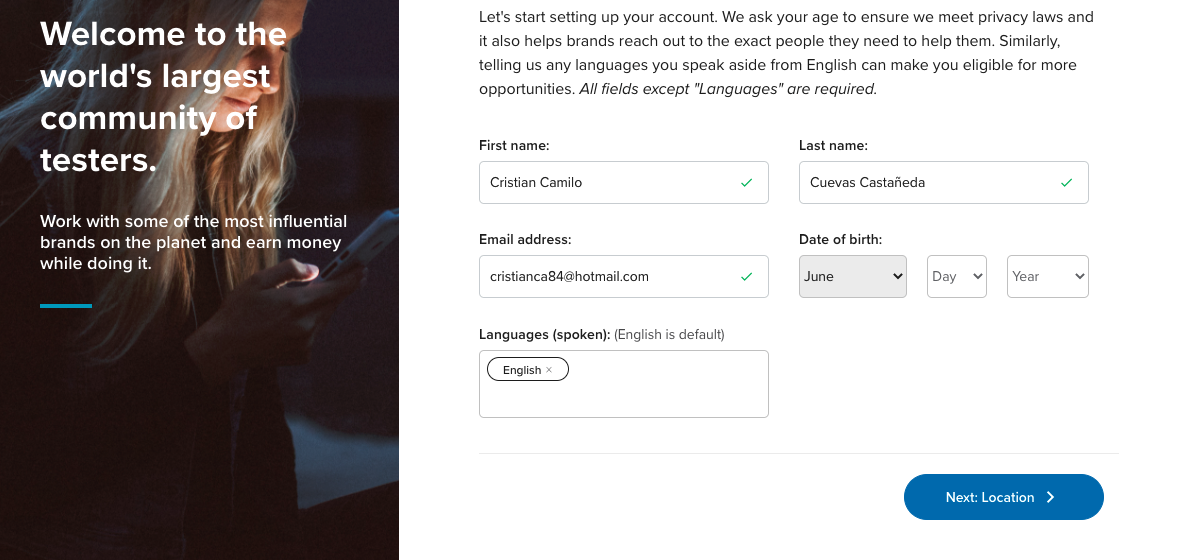 Welcome to the
world's largest
community of
testers.
Work with some of the most influential
brands on the planet and earn money
while doing it.
Let's start setting up your account. We ask your age to ensure we meet privacy laws and
it also helps brands reach out to the exact people they need to help them. Similarly,
telling us any languages you speak aside from English can make you eligible for more
opportunities. All fields except "Languages" are required.
First name:
Last name:
Cristian Camilo
Cuevas Castañeda
Email address:
Date of birth:
cristianca84@hotmail.com
June
Day
Year
Languages (spoken): (English is default)
English ×
Next: Location